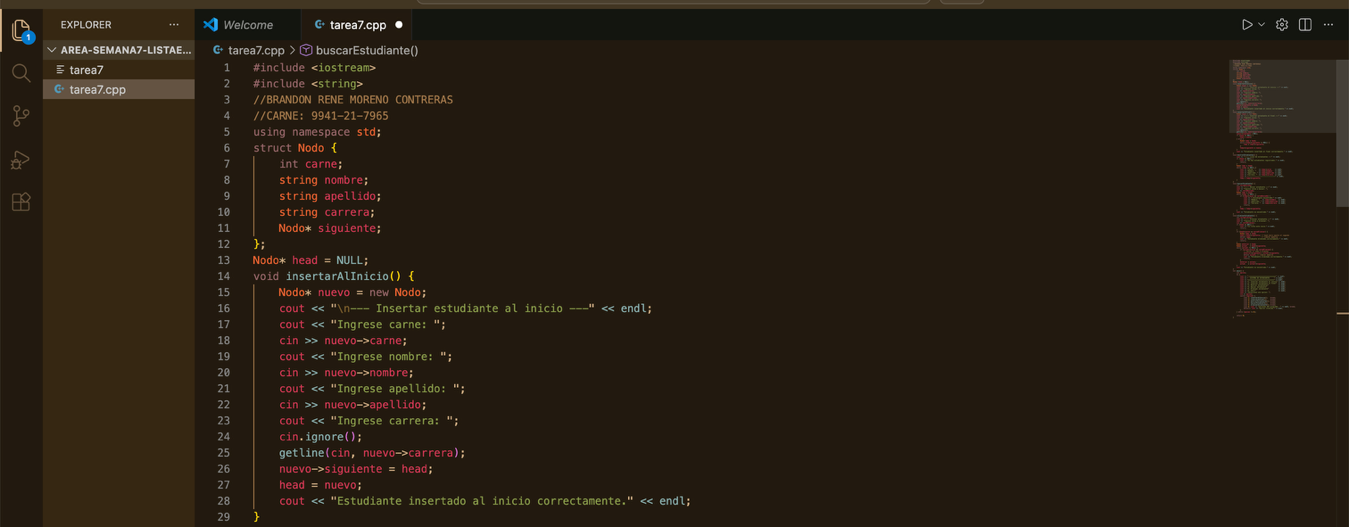 EXPLORER ···
AREA-SEMANA7-LISTAE...
tarea7
tarea7.cpp
1
Welcome
tarea7.cpp
tarea7.cpp > buscarEstudiante()
1 #include <iostream>
2 #include <string>
3 //BRANDON RENE MORENO CONTRERAS
4 //CARNE: 9941-21-7965
5 using namespace std;
6 struct Nodo {
7 int carne;
8 string nombre;
9 string apellido;
10 string carrera;
11 Nodo* siguiente;
12 };
13 Nodo* head = NULL;
14 void insertarAlInicio() {
15 Nodo* nuevo = new Nodo;
16 cout << "\n--- Insertar estudiante al inicio ---" << endl;
17 cout << "Ingrese carne: ";
18 cin >> nuevo->carne;
19 cout << "Ingrese nombre: ";
20 cin >> nuevo->nombre;
21 cout << "Ingrese apellido: ";
22 cin >> nuevo->apellido;
23 cout << "Ingrese carrera: ";
24 cin.ignore();
25 getline(cin, nuevo->carrera);
26 nuevo->siguiente = head;
27 head = nuevo;
28 cout << "Estudiante insertado al inicio correctamente." << endl;
29 }